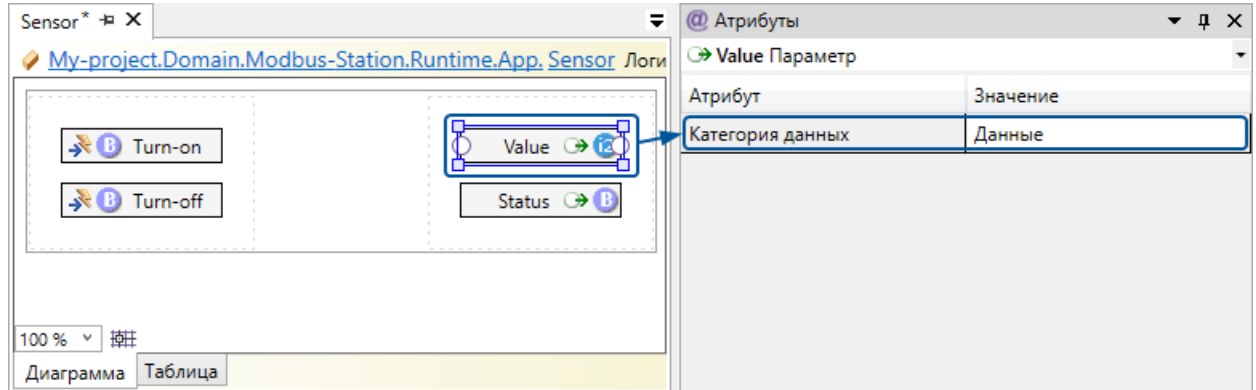 Sensor*
My-project.Domain.Modbus-Station.Runtime.App. Sensor Логи
Turn-on
Value i2
Turn-off
Status B
B
B
100 %
Диаграмма Таблица
@ Атрибуты
Value Параметр
Атрибут Значение
Категория данных Данные